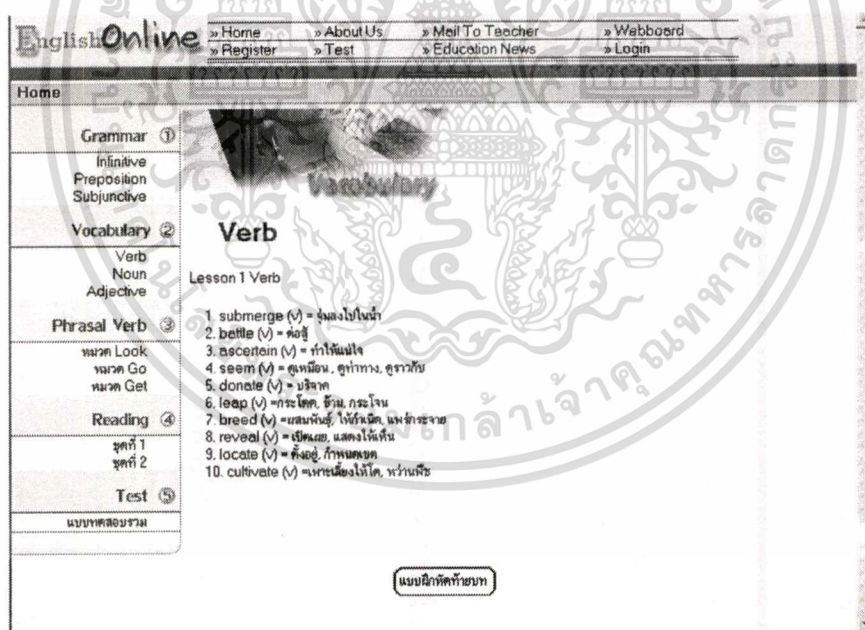 EnglishOnline
» Home » About Us » Mail To Teacher » Webboard
» Register » Test » Education News » Login
Home
Grammar ①
Infinitive
Preposition
Subjunctive
Vocabulary ②
Verb
Noun
Adjective
Phrasal Verb ③
หมวด Look
หมวด Go
หมวด Get
Reading ④
ชุดที่ 1
ชุดที่ 2
Test ⑤
แบบทดสอบรวม
Vocabulary
Verb
Lesson 1 Verb
1. submerge (v) = จุ่มลงไปในน้ำ
2. battle (v) = ต่อสู้
3. ascertain (v) = ทำให้แน่ใจ
4. seem (v) = ดูเหมือน, ดูท่าทาง, ดูราวกับ
5. donate (v) = บริจาค
6. leap (v) =กระโดด, ข้าม, กระโจน
7. breed (v) =ผสมพันธุ์, ให้กำเนิด, แพร่กระจาย
8. reveal (v) = เปิดเผย, แสดงให้เห็น
9. locate (v) = ตั้งอยู่, กำหนดเขต
10. cultivate (v) =เพาะเลี้ยงให้โต, หว่านพืช
แบบฝึกหัดท้ายบท